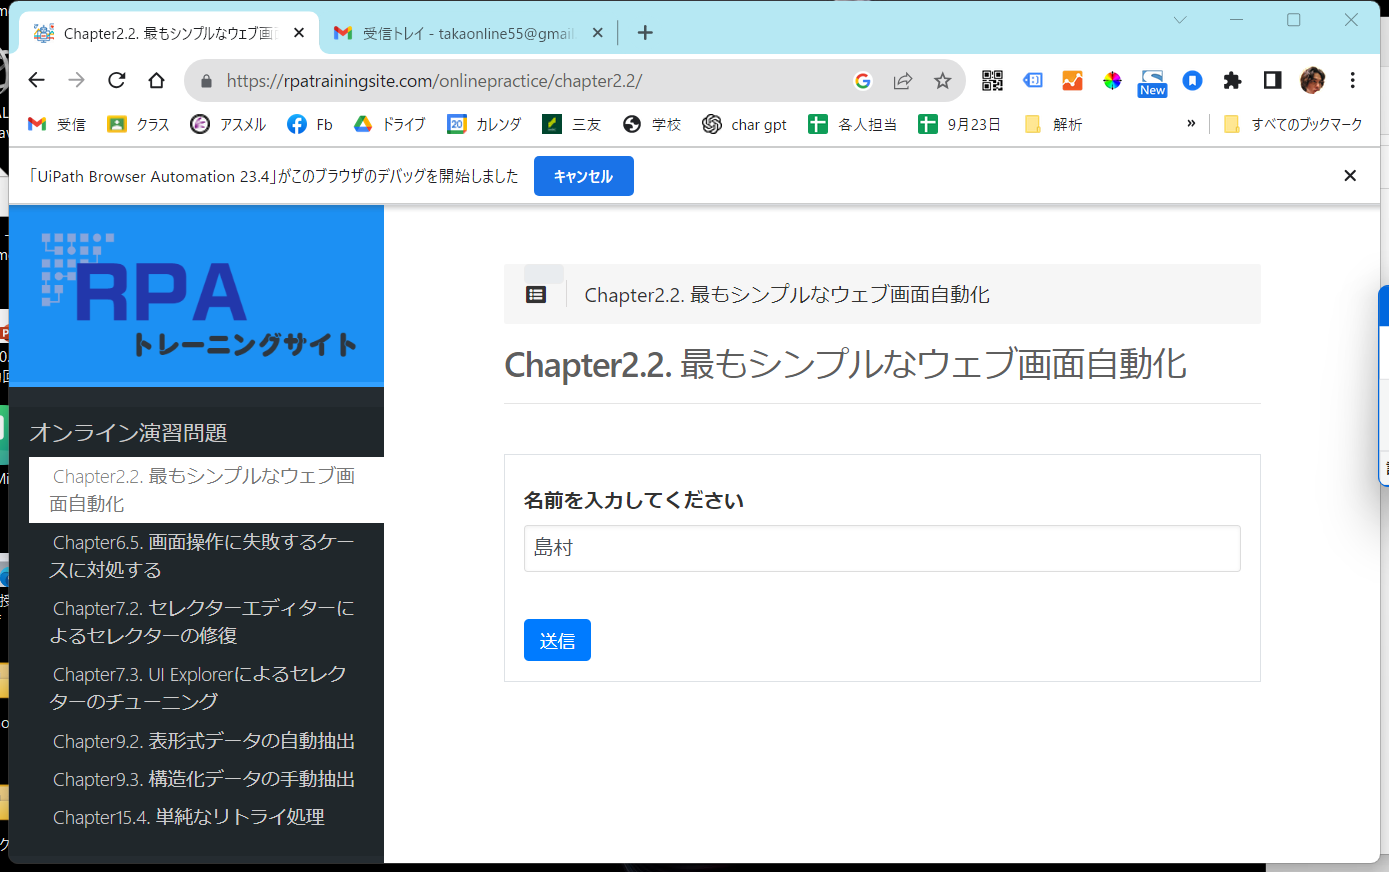 Chapter2.2. 最もシンプルなウェブ画面
受信トレイ - takaonline55@gmail
https://rpatrainingsite.com/onlinepractice/chapter2.2/
New
受信
クラス
アスメル
Fb
ドライブ
20
カレンダ
三友
学校
char gpt
各人担当
9月23日
解析
»
すべてのブックマーク
「UiPath Browser Automation 23.4」がこのブラウザのデバッグを開始しました
キャンセル
RPA
トレーニングサイト
オンライン演習問題
Chapter2.2. 最もシンプルなウェブ画
面自動化
Chapter6.5. 画面操作に失敗するケー
スに対処する
Chapter7.2. セレクターエディターに
よるセレクターの修復
Chapter7.3. UI Explorerによるセレク
ターのチューニング
Chapter9.2. 表形式データの自動抽出
Chapter9.3. 構造化データの手動抽出
Chapter15.4. 単純なリトライ処理
Chapter2.2. 最もシンプルなウェブ画面自動化
Chapter2.2. 最もシンプルなウェブ画面自動化
名前を入力してください
島村
送信